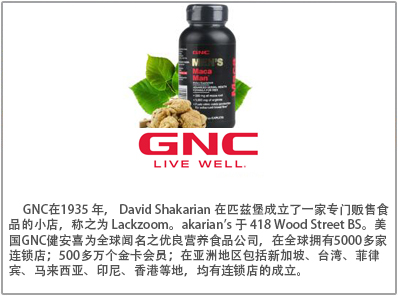 GNC
MEN'S
Maca
Man
Maca
GNC
LIVE WELL.
GNC在1935 年， David Shakarian 在匹兹堡成立了一家专门贩售食
品的小店，称之为 Lackzoom。akarian's 于 418 Wood Street BS。美
国GNC健安喜为全球闻名之优良营养食品公司，在全球拥有5000多家
连锁店；500多万个金卡会员；在亚洲地区包括新加坡、台湾、菲律
宾、马来西亚、印尼、香港等地，均有连锁店的成立。